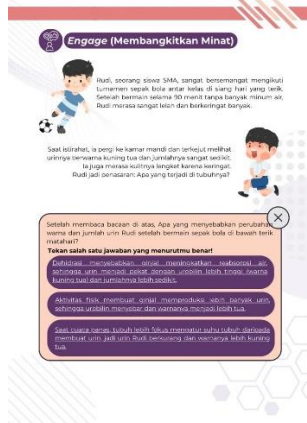 Engage (Membangkitkan Minat)
Rudi, seorang siswa SMA, sangat bersemangat mengikuti
turnamen sepak bola antar kelas di siang hari yang terik.
Setelah bermain selama 90 menit tanpa banyak minum air,
Rudi merasa sangat lelah dan berkeringat banyak.
Saat istirahat, ia pergi ke kamar mandi dan terkejut melihat
urinnya berwarna kuning tua dan jumlahnya sangat sedikit.
Ia juga merasa kulitnya lengket karena keringat.
Rudi jadi penasaran: Apa yang terjadi di tubuhnya?
Setelah membaca bacaan di atas, Apa yang menyebabkan perubahan
warna dan jumlah urin Rudi setelah bermain sepak bola di bawah terik
matahari?
Tekan salah satu jawaban yang menurutmu benar!
Dehidrasi menyebabkan ginjal meningkatkan reabsorpsi air,
sehingga urin menjadi pekat dengan urobilin lebih tinggi (warna
kuning tua) dan jumlahnya lebih sedikit.
Aktivitas fisik membuat ginjal memproduksi lebih banyak urin,
sehingga urobilin menyebar dan warnanya menjadi lebih tua.
Saat cuaca panas, tubuh lebih fokus mengatur suhu tubuh daripada
membuat urin, jadi urin Rudi berkurang dan warnanya lebih kuning
tua.